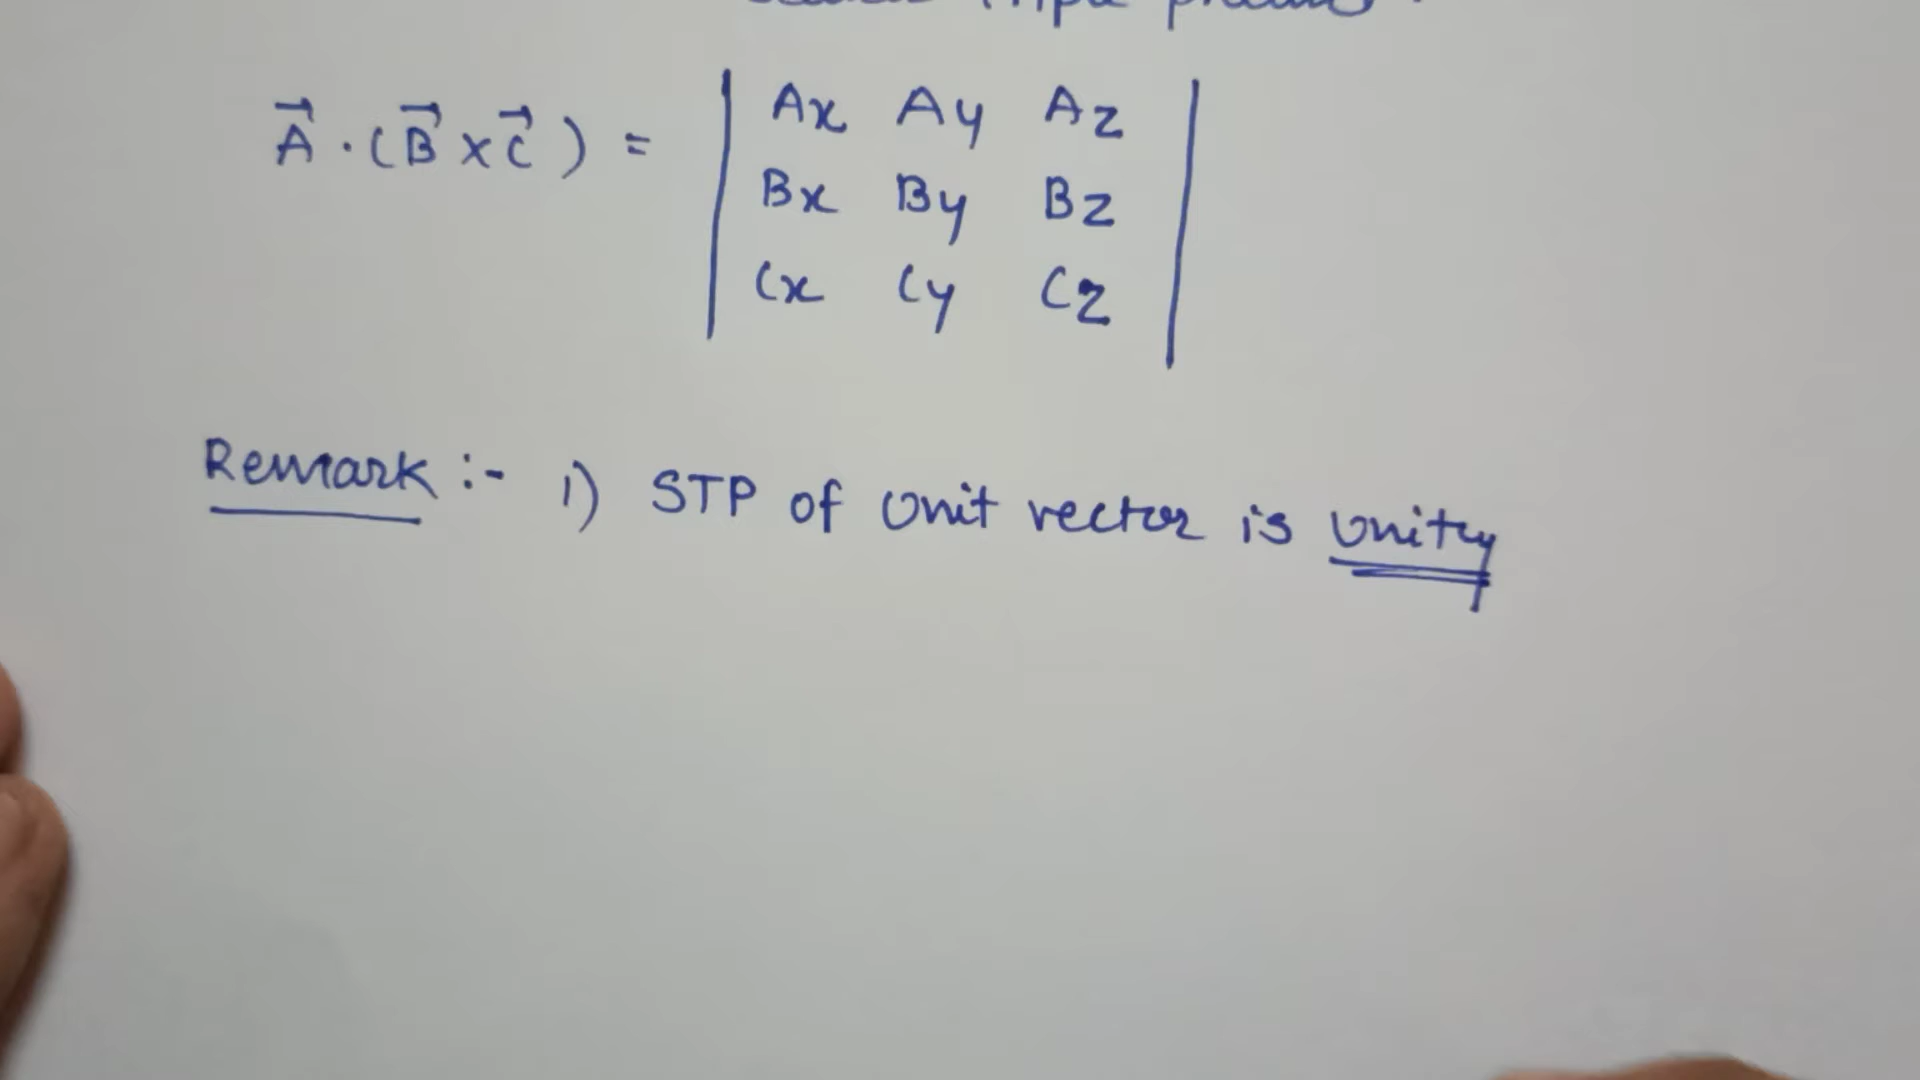 A⃗ · (B⃗ × C⃗ ) = | Ax Ay Az |
Bx By Bz
Cx Cy Cz
Remark :- 1) STP of Unit vector is Unity